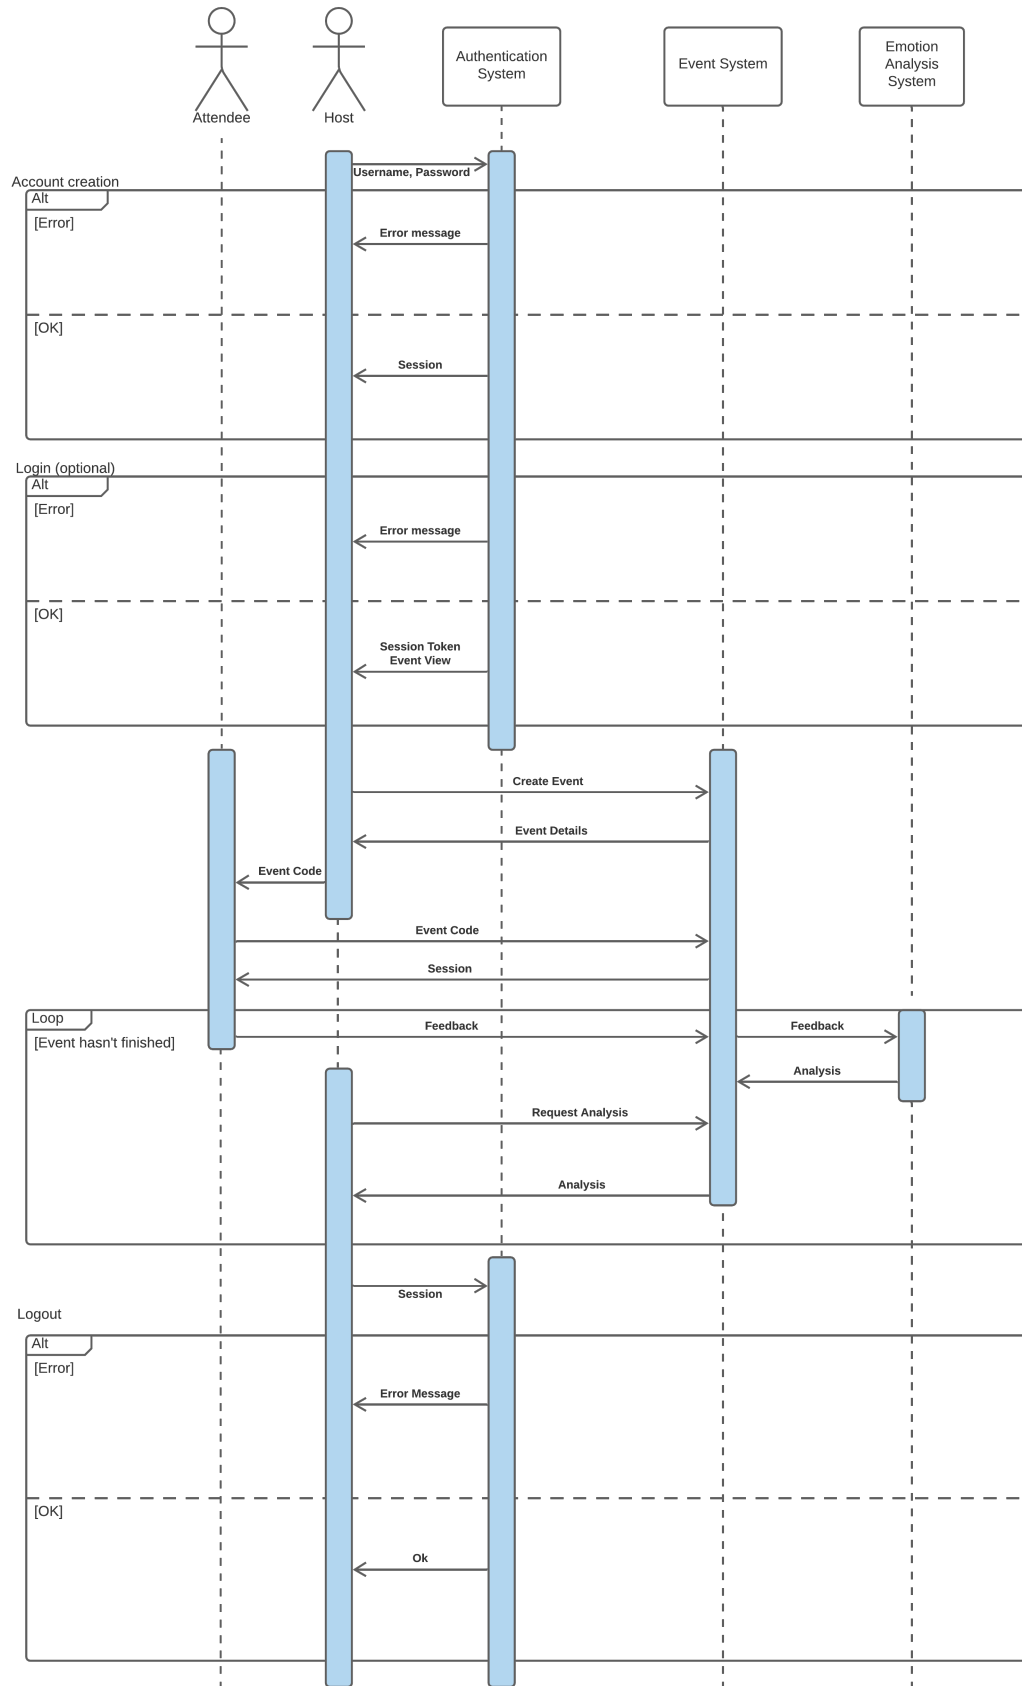 Attendee
Host
Authentication
System
Event System
Emotion
Analysis
System
Username, Password
Account creation
Alt
[Error]
Error message
[OK]
Session
Login (optional)
Alt
[Error]
Error message
[OK]
Session Token
Event View
Create Event
Event Details
Event Code
Event Code
Session
Loop
[Event hasn't finished]
Feedback
Feedback
Analysis
Request Analysis
Analysis
Session
Logout
Alt
[Error]
Error Message
[OK]
Ok